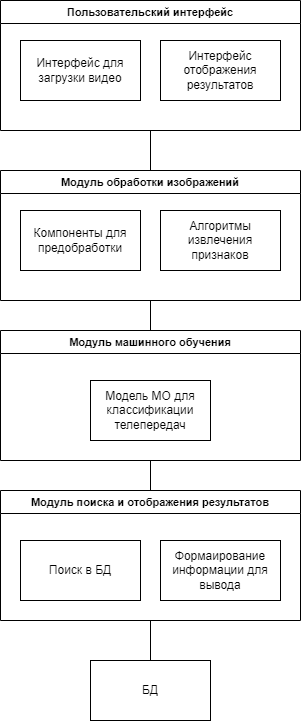 Пользовательский интерфейс
Интерфейс для
загрузки видео
Интерфейс
отображения
результатов
Модуль обработки изображений
Компоненты для
предобработки
Алгоритмы
извлечения
признаков
Модуль машинного обучения
Модель МО для
классификации
телепередач
Модуль поиска и отображения результатов
Поиск в БД
Формаирование
информации для
вывода
БД